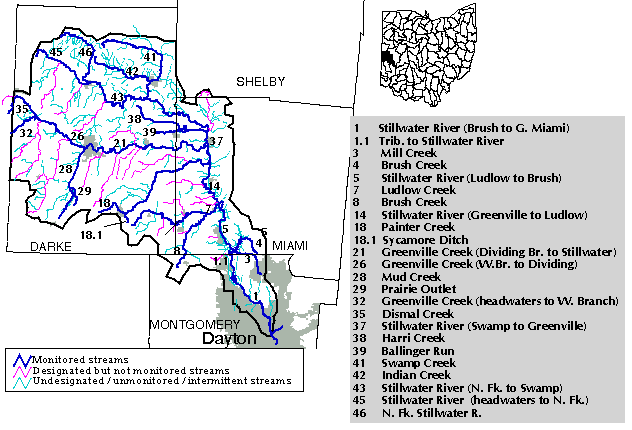 45
46
41
42
43
38
39
35
32
26
21
37
28
29
14
18
18.1
5
5
8
4
1.1
3
1
SHELBY
DARKE
MIAMI
MONTGOMERY
Dayton
Monitored streams
Designated but not monitored streams
Undesignated / unmonitored / intermittent streams
1 Stillwater River (Brush to G. Miami)
1.1 Trib. to Stillwater River
3 Mill Creek
4 Brush Creek
5 Stillwater River (Ludlow to Brush)
7 Ludlow Creek
8 Brush Creek
14 Stillwater River (Greenville to Ludlow)
18 Painter Creek
18.1 Sycamore Ditch
21 Greenville Creek (Dividing Br. to Stillwater)
26 Greenville Creek (W.Br. to Dividing)
28 Mud Creek
29 Prairie Outlet
32 Greenville Creek (headwaters to W. Branch)
35 Dismal Creek
37 Stillwater River (Swamp to Greenville)
38 Harri Creek
39 Ballinger Run
41 Swamp Creek
42 Indian Creek
43 Stillwater River (N. Fk. to Swamp)
45 Stillwater River (headwaters to N. Fk.)
46 N. Fk. Stillwater R.